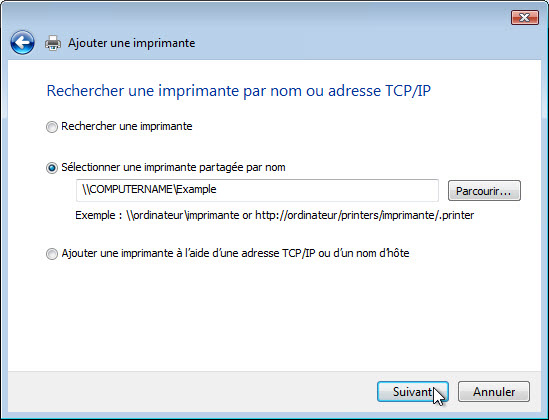 Ajouter une imprimante
Rechercher une imprimante par nom ou adresse TCP/IP
Rechercher une imprimante
Sélectionner une imprimante partagée par nom
\\COMPUTERNAME\Example
Parcourir...
Exemple : \\ordinateur\imprimante or http://ordinateur/printers/imprimante/.printer
Ajouter une imprimante à l'aide d'une adresse TCP/IP ou d'un nom d'hôte
Suivant
Annuler